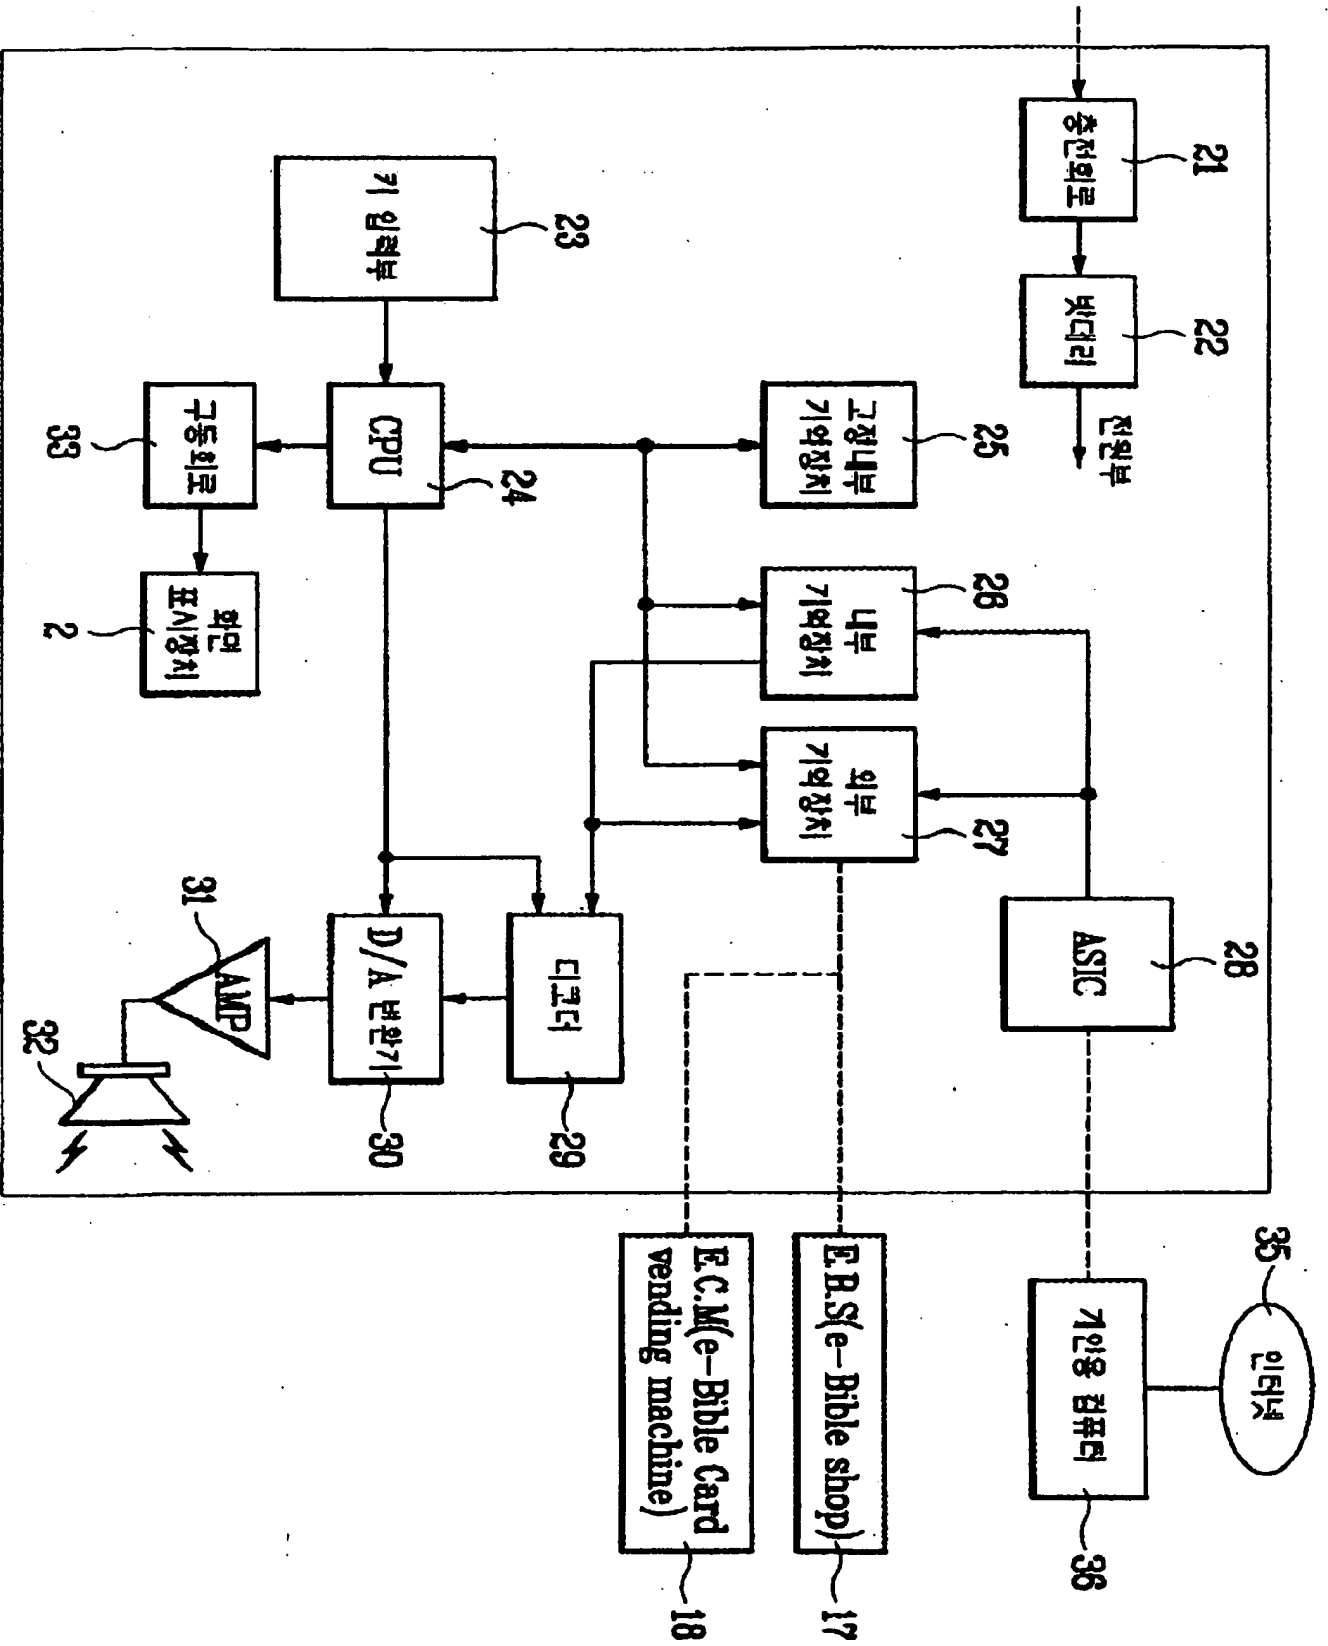 21
충전회로
22
밧데리
전원부
23
키 입력부
24
CPU
25
고정내부
기억장치
26
내부
기억장치
27
외부
기억장치
28
ASIC
33
구동회로
2
화면
표시장치
29
디코더
30
D/A 변환기
31
AMP
32
35
인터넷
36
개인용 컴퓨터
E.B.S(e-Bible shop)
17
E.C.M(e-Bible Card
vending machine)
18